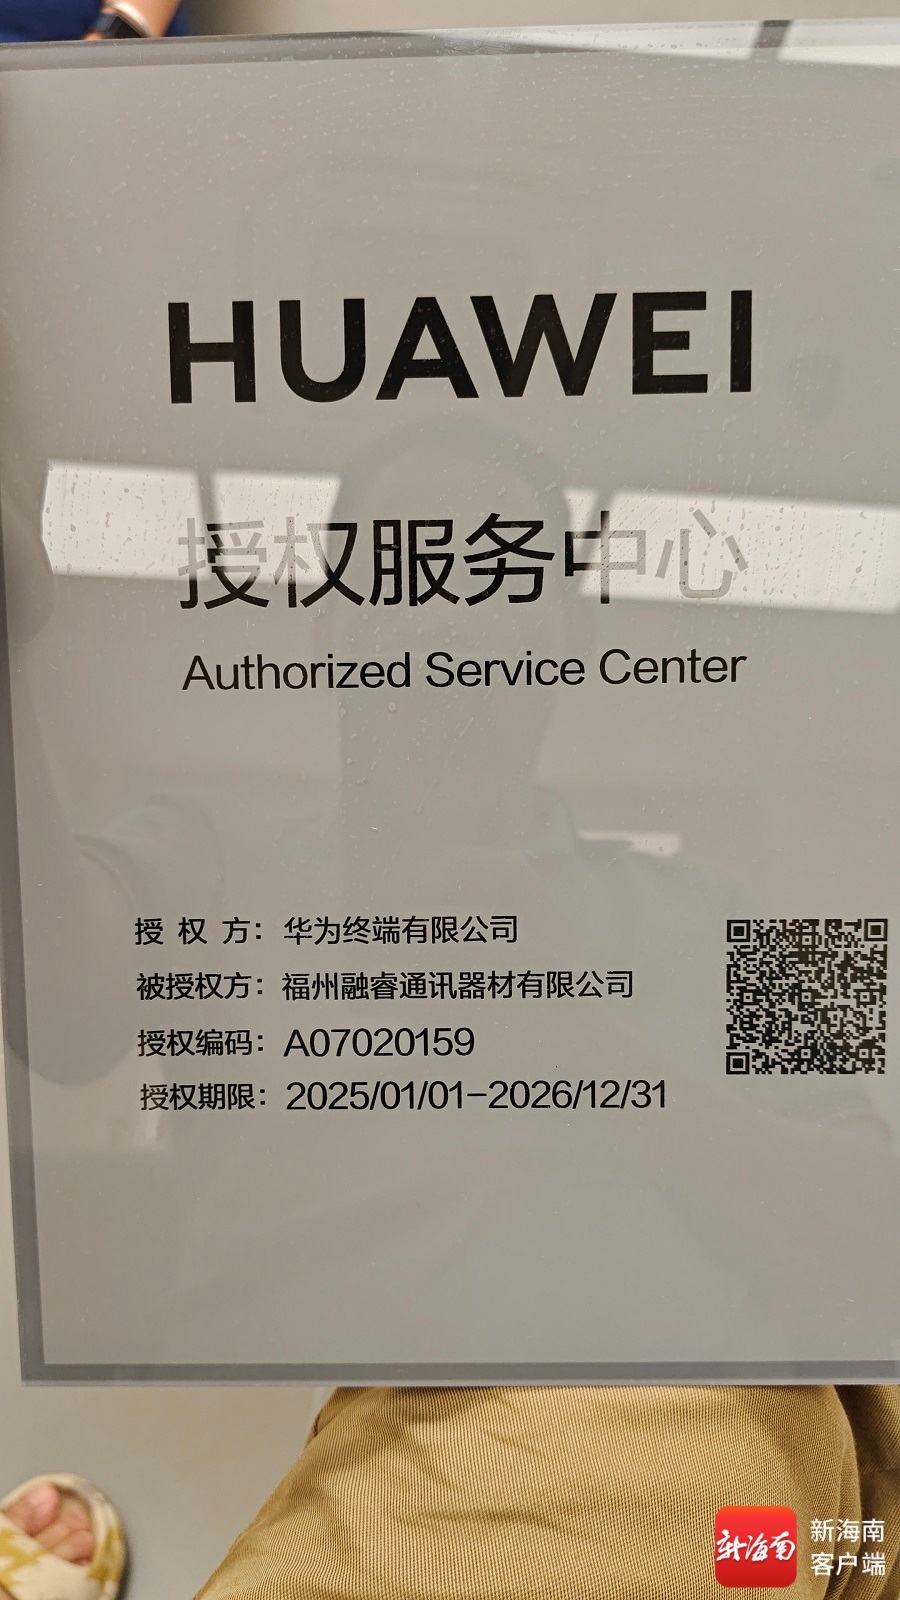 HUAWEI
授权服务中心
Authorized Service Center
授 权 方：华为终端有限公司
被授权方：福州融睿通讯器材有限公司
授权编码：A07020159
授权期限：2025/01/01-2026/12/31
新海南
新海南
客户端